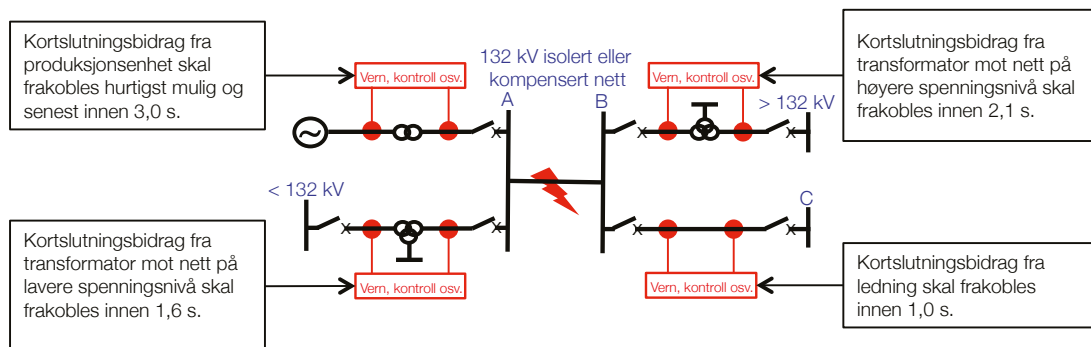 Kortslutningsbidrag fra
produksjonsenhet skal
frakobles hurtigst mulig og
senest innen 3,0 s.
Vern, kontroll osv.
132 kV isolert eller
kompensert nett
A
B
Vern, kontroll osv.
> 132 kV
Kortslutningsbidrag fra
transformator mot nett på
høyere spenningsnivå skal
frakobles innen 2,1 s.
< 132 kV
C
Kortslutningsbidrag fra
transformator mot nett på
lavere spenningsnivå skal
frakobles innen 1,6 s.
Vern, kontroll osv.
Vern, kontroll osv.
Kortslutningsbidrag fra
ledning skal frakobles
innen 1,0 s.